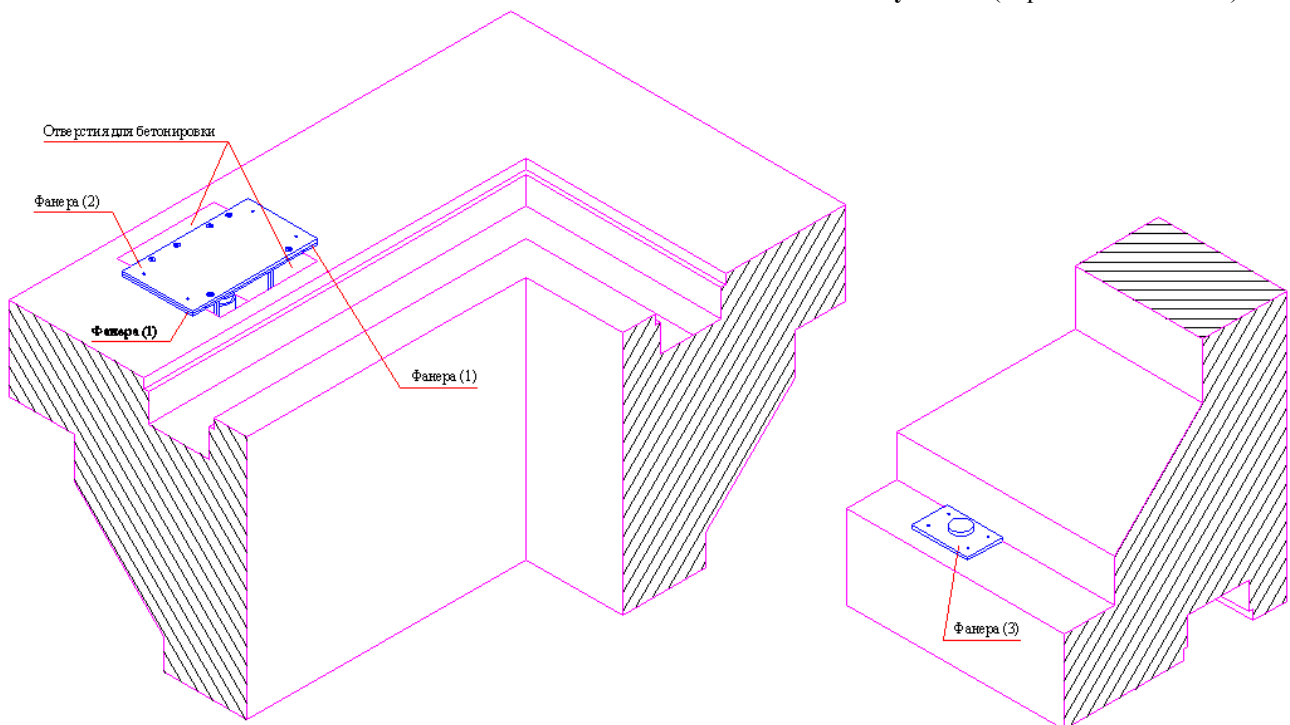 Отверстия для бетонировки
Фанера (2)
Фанера (1)
Фанера (1)
Фанера (3)